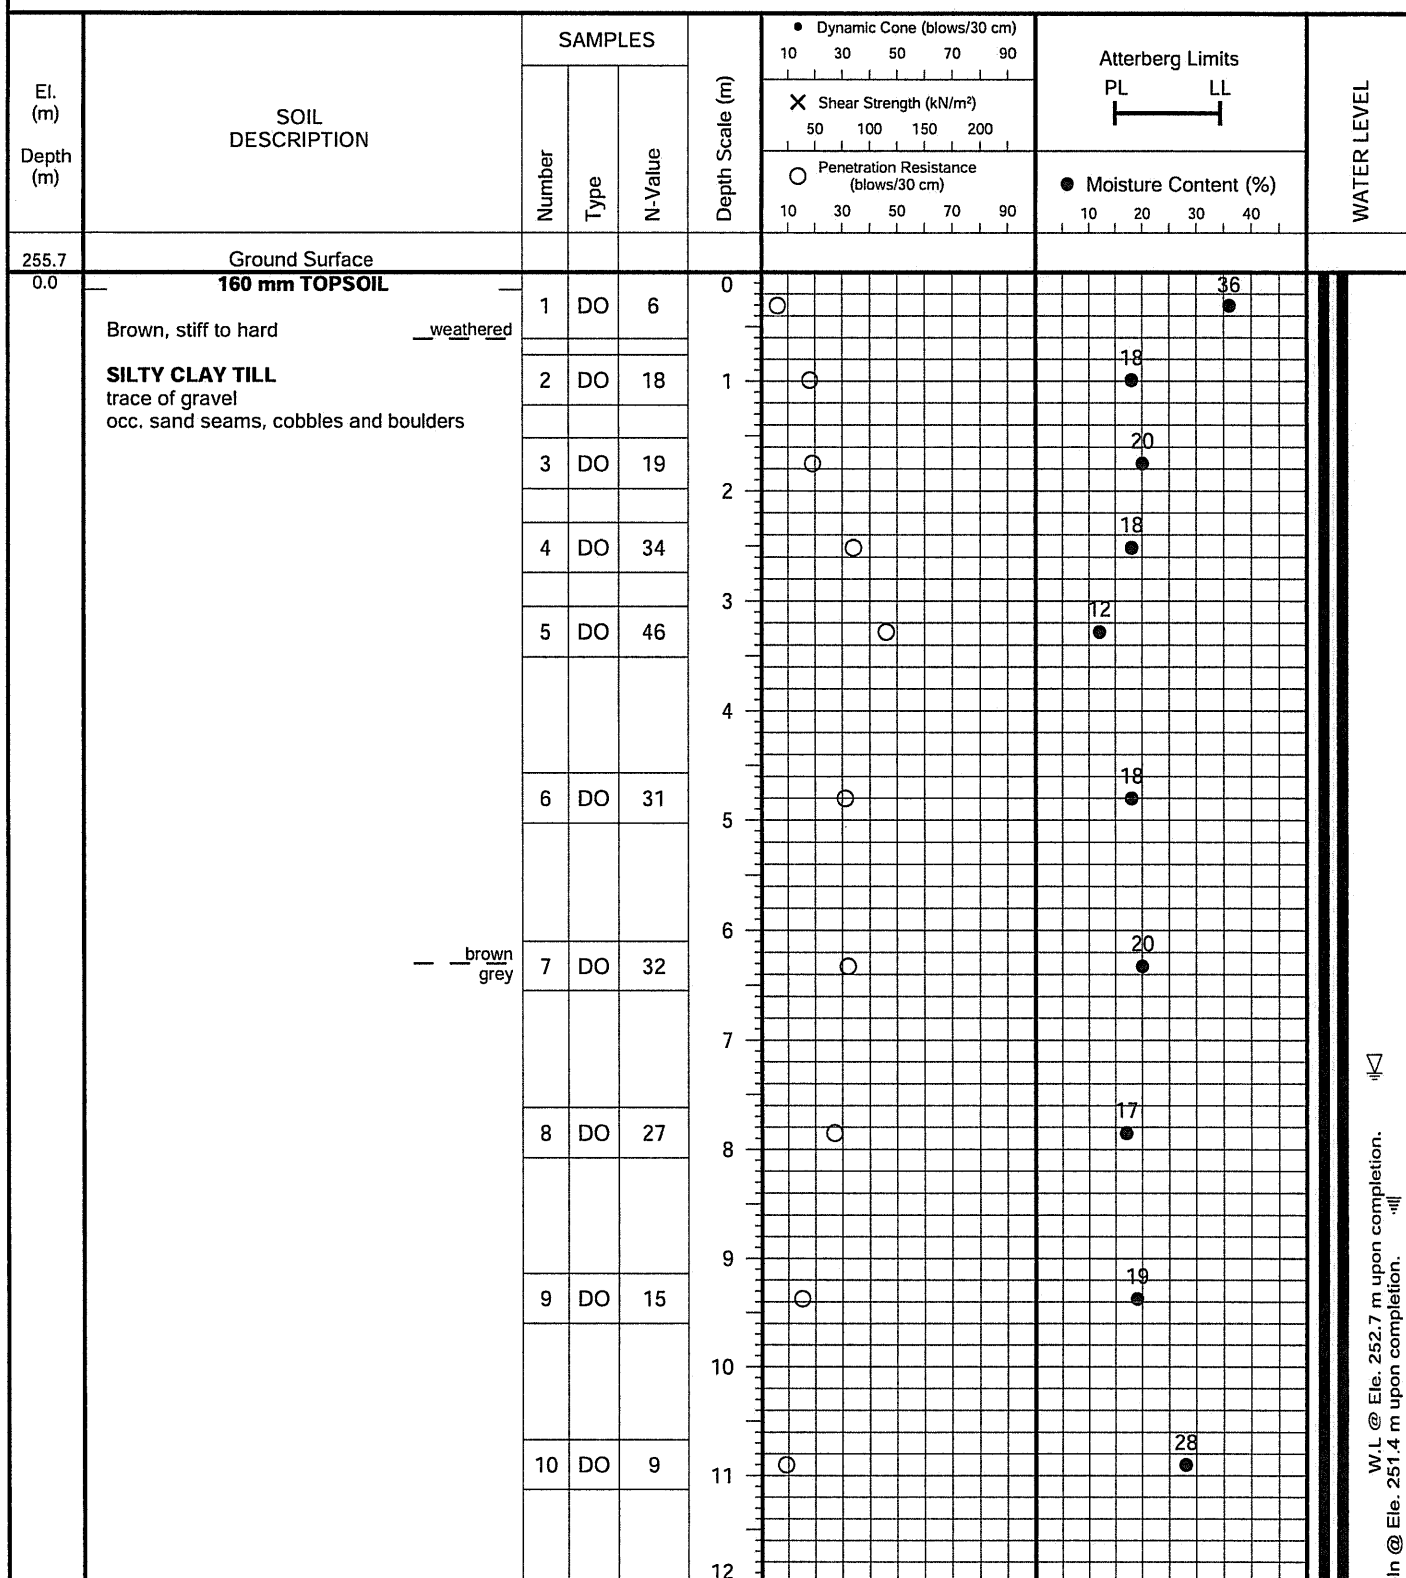 El.
(m)
Depth
(m)
SOIL
DESCRIPTION
SAMPLES
Number
Type
N-Value
Depth Scale (m)
Dynamic Cone (blows/30 cm)
10 30 50 70 90
Shear Strength (kN/m²)
50 100 150 200
Penetration Resistance
(blows/30 cm)
10 30 50 70 90
Atterberg Limits
PL LL
Moisture Content (%)
10 20 30 40
WATER LEVEL
255.7 Ground Surface
0.0 160 mm TOPSOIL
0
36
1 DO 6
Brown, stiff to hard weathered
18
SILTY CLAY TILL
2 DO 18
1
trace of gravel
occ. sand seams, cobbles and boulders
20
3 DO 19
2
18
4 DO 34
3
12
5 DO 46
4
18
6 DO 31
5
6
20
brown
7 DO 32
grey
7
17
8 DO 27
8
9
19
9 DO 15
10
28
10 DO 9
11
12
W.L @ Ele. 252.7 m upon completion.
In @ Ele. 251.4 m upon completion.